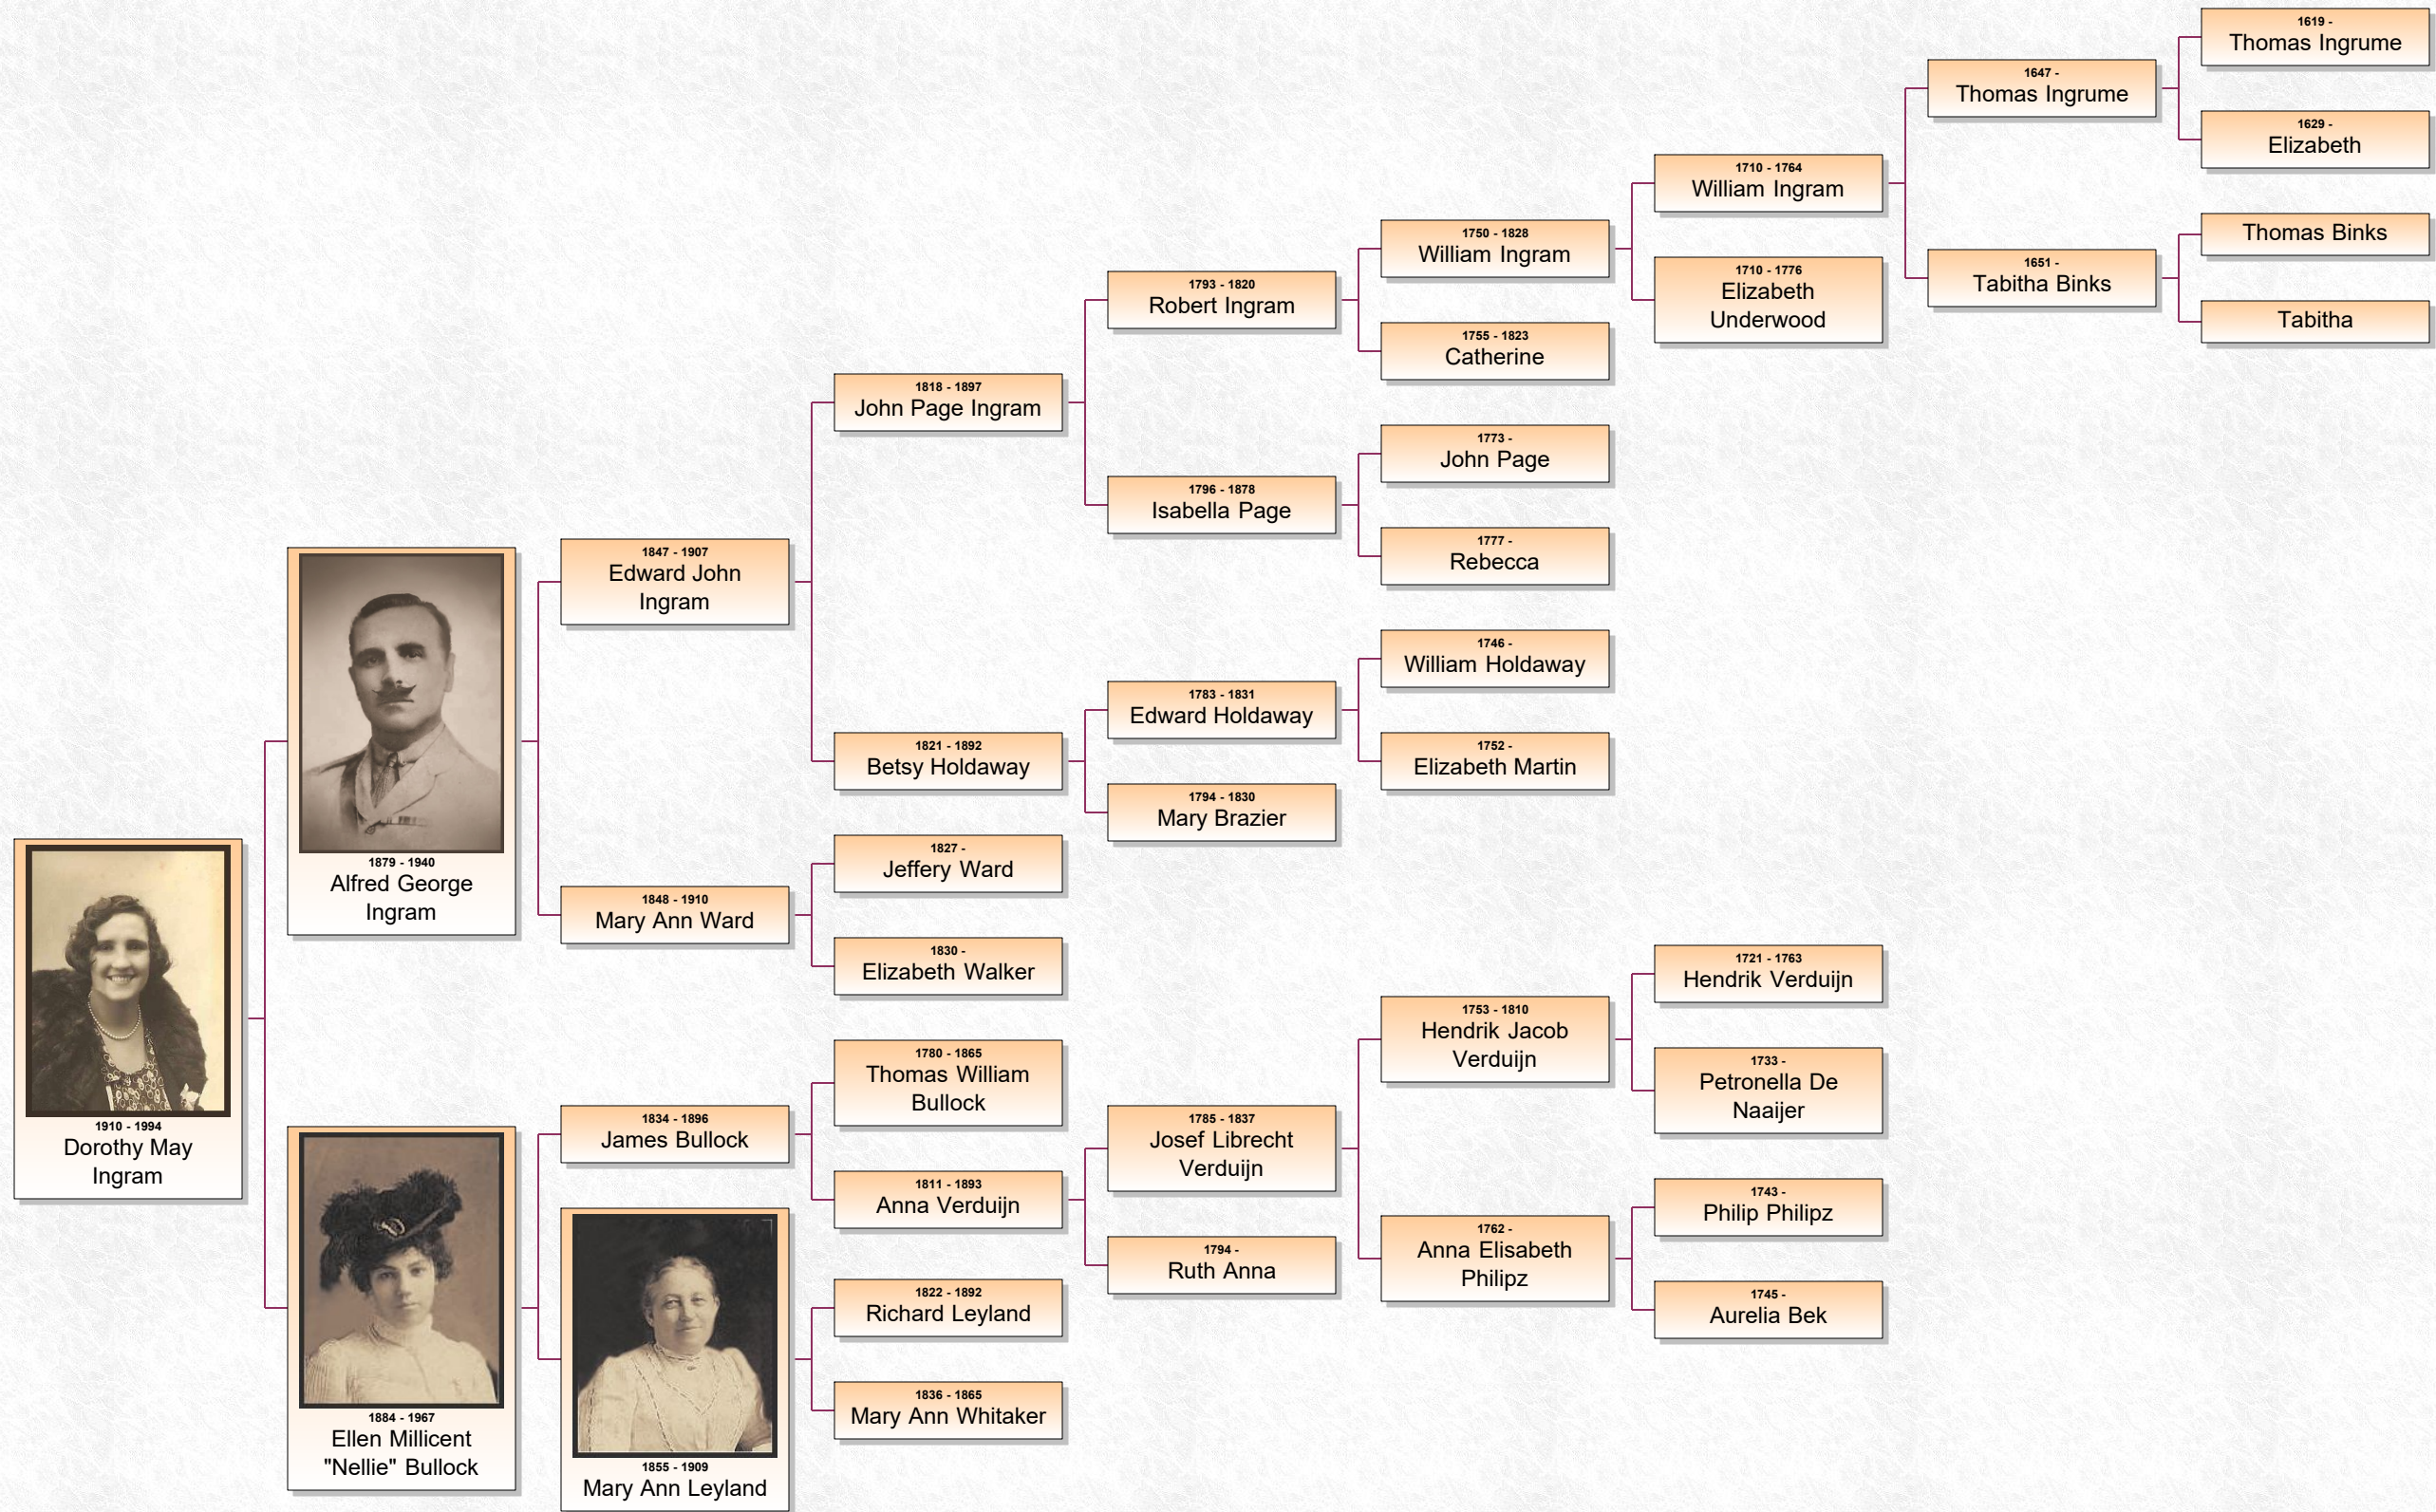 1619 -
Thomas Ingrume
1647 -
Thomas Ingrume
1629 -
Elizabeth
1710 - 1764
William Ingram
Thomas Binks
1651 -
Tabitha Binks
Tabitha
1750 - 1828
William Ingram
1710 - 1776
Elizabeth
Underwood
1793 - 1820
Robert Ingram
1755 - 1823
Catherine
1818 - 1897
John Page Ingram
1773 -
John Page
1796 - 1878
Isabella Page
1777 -
Rebecca
1847 - 1907
Edward John
Ingram
1746 -
William Holdaway
1783 - 1831
Edward Holdaway
1752 -
Elizabeth Martin
1821 - 1892
Betsy Holdaway
1794 - 1830
Mary Brazier
1879 - 1940
Alfred George
Ingram
1827 -
Jeffery Ward
1848 - 1910
Mary Ann Ward
1830 -
Elizabeth Walker
1910 - 1994
Dorothy May
Ingram
1721 - 1763
Hendrik Verduijn
1753 - 1810
Hendrik Jacob
Verduijn
1733 -
Petronella De
Naaijer
1780 - 1865
Thomas William
Bullock
1834 - 1896
James Bullock
1785 - 1837
Josef Librecht
Verduijn
1811 - 1893
Anna Verduijn
1743 -
Philip Philipz
1762 -
Anna Elisabeth
Philipz
1794 -
Ruth Anna
1745 -
Aurelia Bek
1822 - 1892
Richard Leyland
1836 - 1865
Mary Ann Whitaker
1884 - 1967
Ellen Millicent
"Nellie" Bullock
1855 - 1909
Mary Ann Leyland